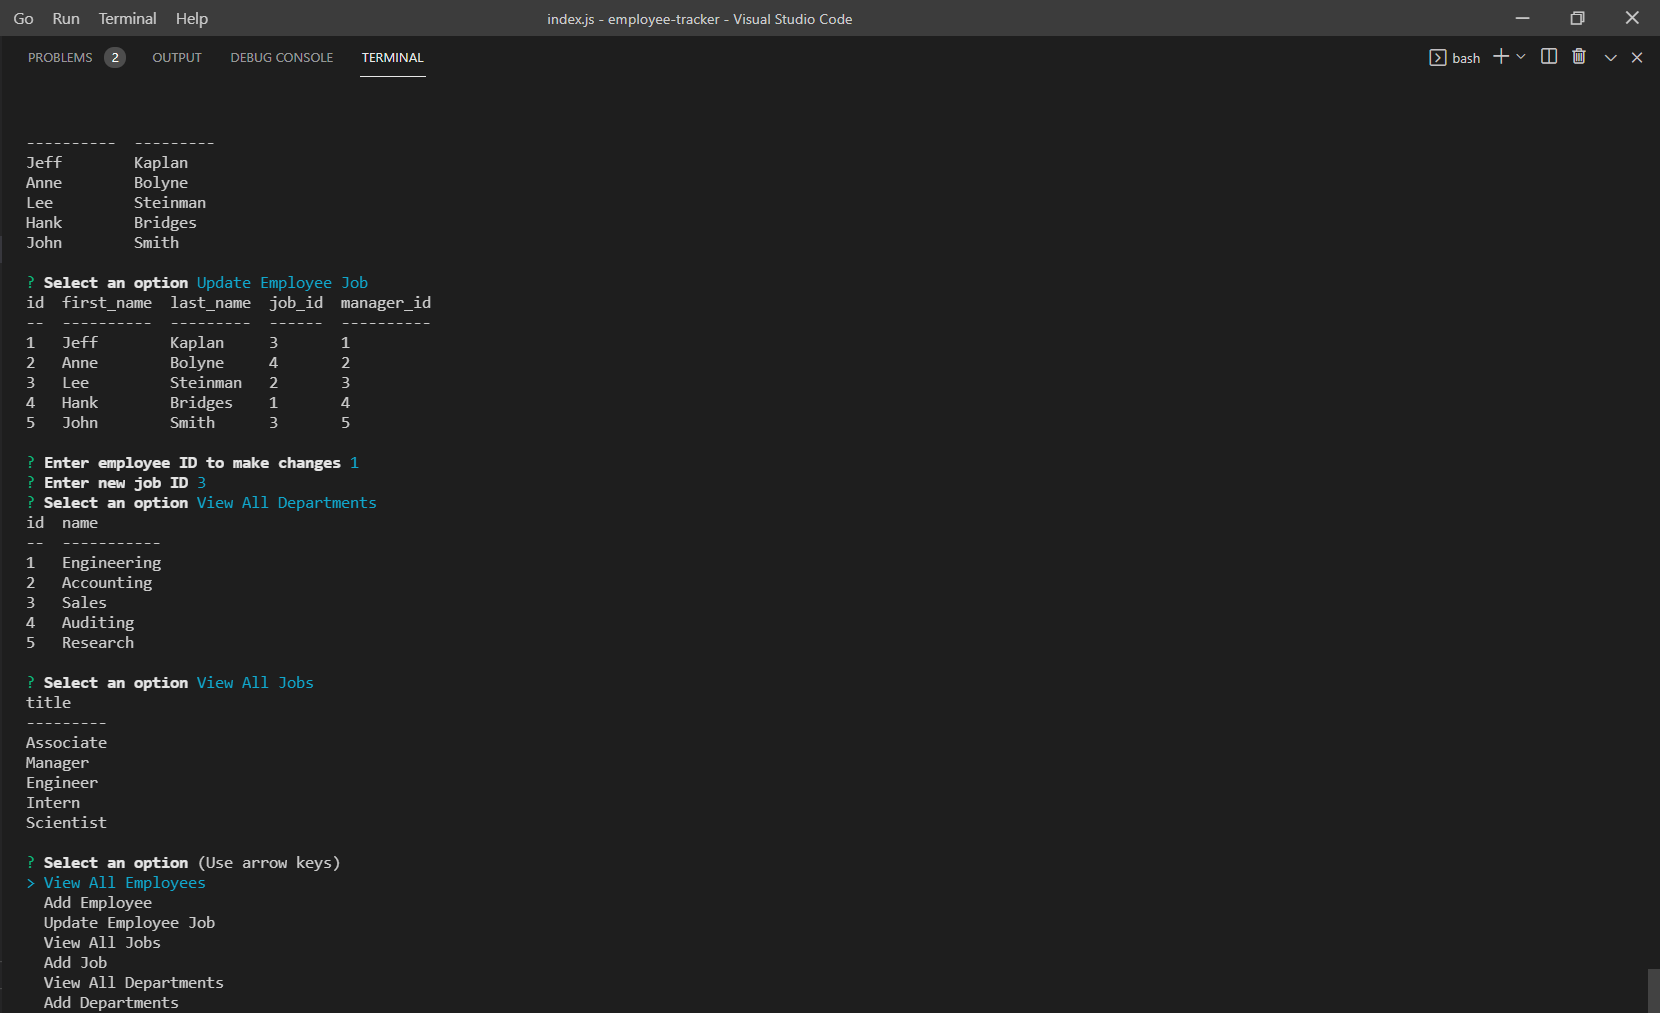 Go Run Terminal Help index.js - employee-tracker - Visual Studio Code
PROBLEMS 2 OUTPUT DEBUG CONSOLE TERMINAL bash
---------- ---------
Jeff Kaplan
Anne Bolyne
Lee Steinman
Hank Bridges
John Smith
? Select an option Update Employee Job
id first_name last_name job_id manager_id
-- ---------- --------- ------ ----------
1 Jeff Kaplan 3 1
2 Anne Bolyne 4 2
3 Lee Steinman 2 3
4 Hank Bridges 1 4
5 John Smith 3 5
? Enter employee ID to make changes 1
? Enter new job ID 3
? Select an option View All Departments
id name
-- -----------
1 Engineering
2 Accounting
3 Sales
4 Auditing
5 Research
? Select an option View All Jobs
title
---------
Associate
Manager
Engineer
Intern
Scientist
? Select an option (Use arrow keys)
> View All Employees
Add Employee
Update Employee Job
View All Jobs
Add Job
View All Departments
Add Departments